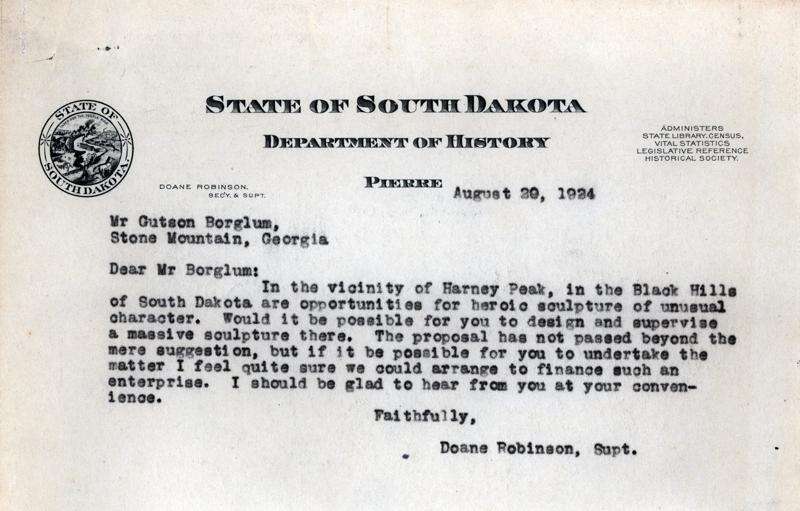 STATE OF SOUTH DAKOTA
DEPARTMENT OF HISTORY
PIERRE
STATE OF
SOUTH DAKOTA
DOANE ROBINSON.
SEC'Y. & SUPT.
ADMINISTERS
STATE LIBRARY, CENSUS,
VITAL STATISTICS
LEGISLATIVE REFERENCE
HISTORICAL SOCIETY.
August 20, 1924
Mr Gutson Borglum,
Stone Mountain, Georgia
Dear Mr Borglum:
In the vicinity of Harney Peak, in the Black Hills
of South Dakota are opportunities for heroic sculpture of unusual
character. Would it be possible for you to design and supervise
a massive sculpture there. The proposal has not passed beyond the
mere suggestion, but if it be possible for you to undertake the
matter I feel quite sure we could arrange to finance such an
enterprise. I should be glad to hear from you at your conven-
ience.
Faithfully,
Doane Robinson, Supt.